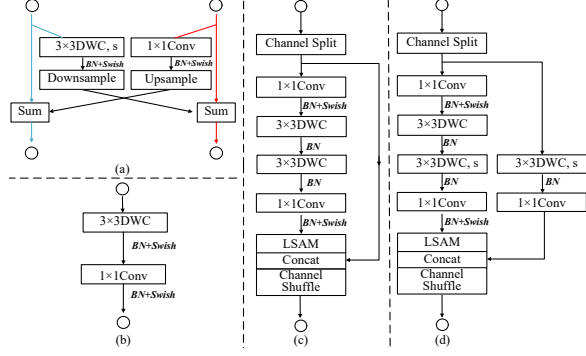 3×3DWC, s
1×1Conv
BN+Swish
BN+Swish
Downsample
Upsample
Sum
Sum
(a)
3×3DWC
BN+Swish
1×1Conv
BN+Swish
(b)
Channel Split
1×1Conv
BN+Swish
3×3DWC
BN
3×3DWC
BN
1×1Conv
BN+Swish
LSAM
Concat
Channel
Shuffle
(c)
Channel Split
1×1Conv
BN+Swish
3×3DWC
BN
3×3DWC, s
3×3DWC, s
BN
BN
1×1Conv
1×1Conv
BN+Swish
LSAM
Concat
Channel
Shuffle
(d)